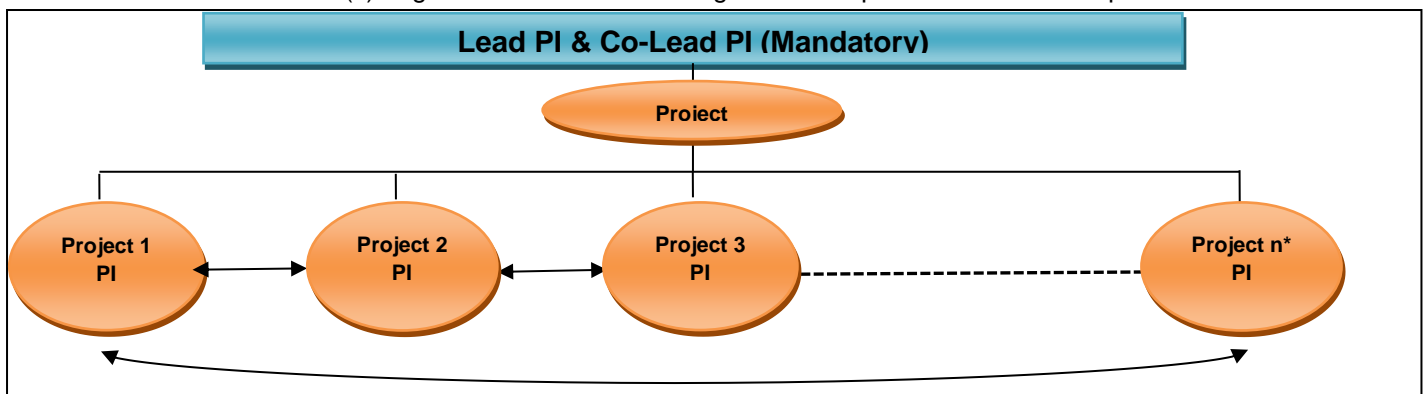 Lead PI & Co-Lead PI (Mandatory)
Project
Project 1
PI
Project 2
PI
Project 3
PI
Project n*
PI